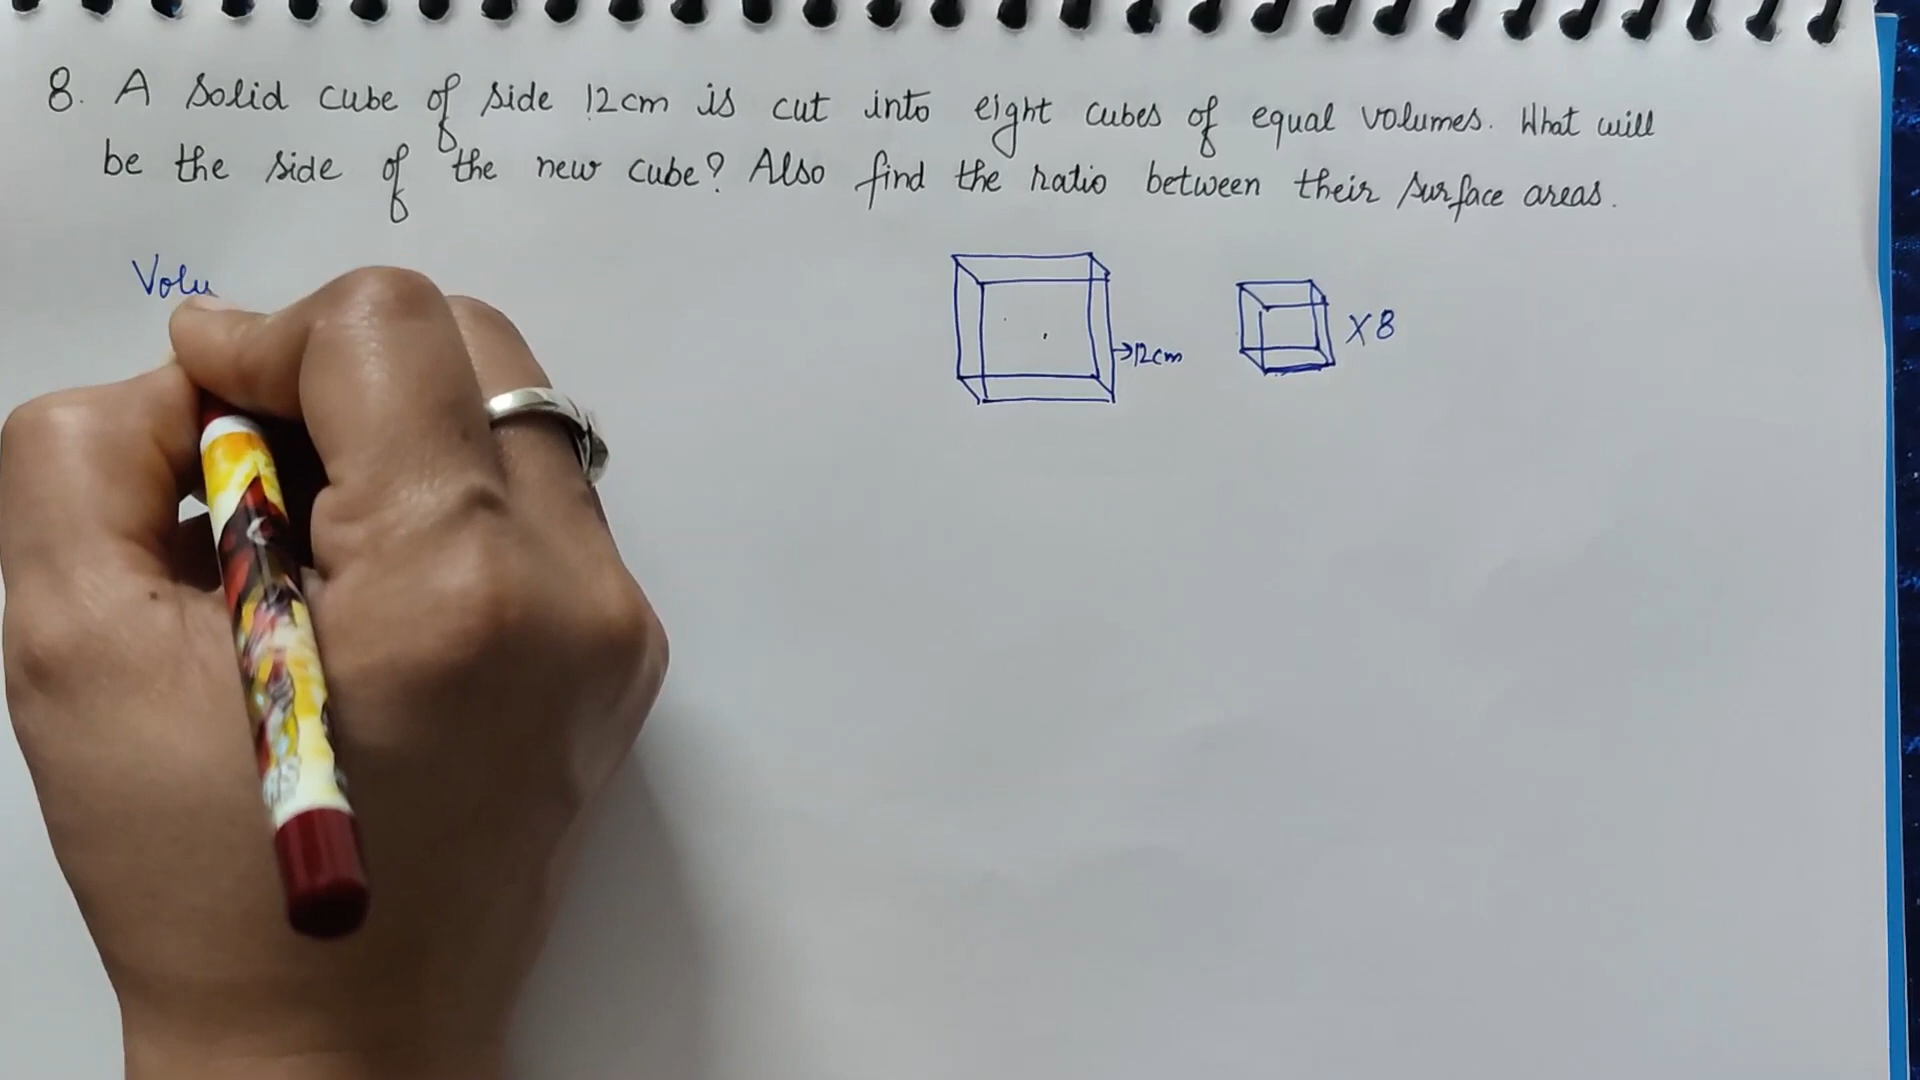 8. A solid cube of side 12cm is cut into eight cubes of equal volumes. What will
be the side of the new cube? Also find the ratio between their surface areas.
Volu
12cm
X 8